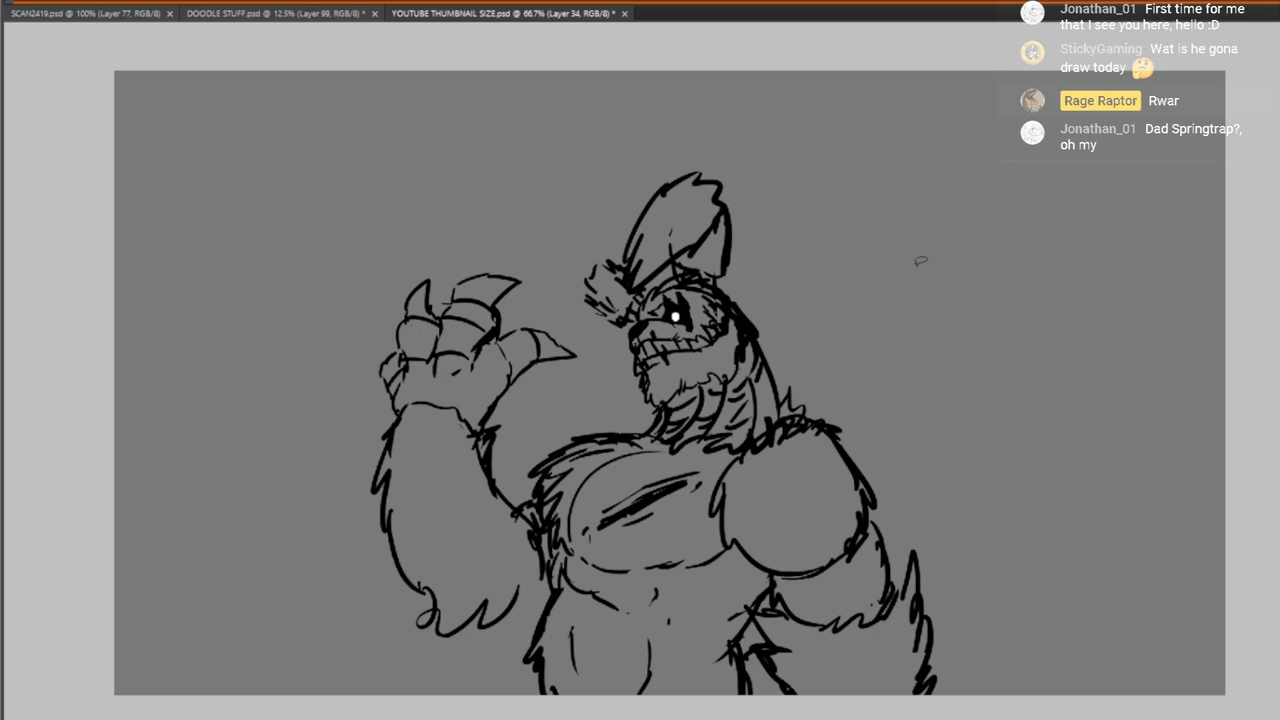 SCAN2419.psd @ 100% (Layer 77, RGB/8) × DOODLE STUFF.psd @ 12.5% (Layer 99, RGB/8) * × YOUTUBE THUMBNAIL SIZE.psd @ 66.7% (Layer 34, RGB/8) * ×
Jonathan_01 First time for me
that I see you here, hello :D
StickyGaming Wat is he gona
draw today 🤔
Rage Raptor Rwar
Jonathan_01 Dad Springtrap?,
oh my